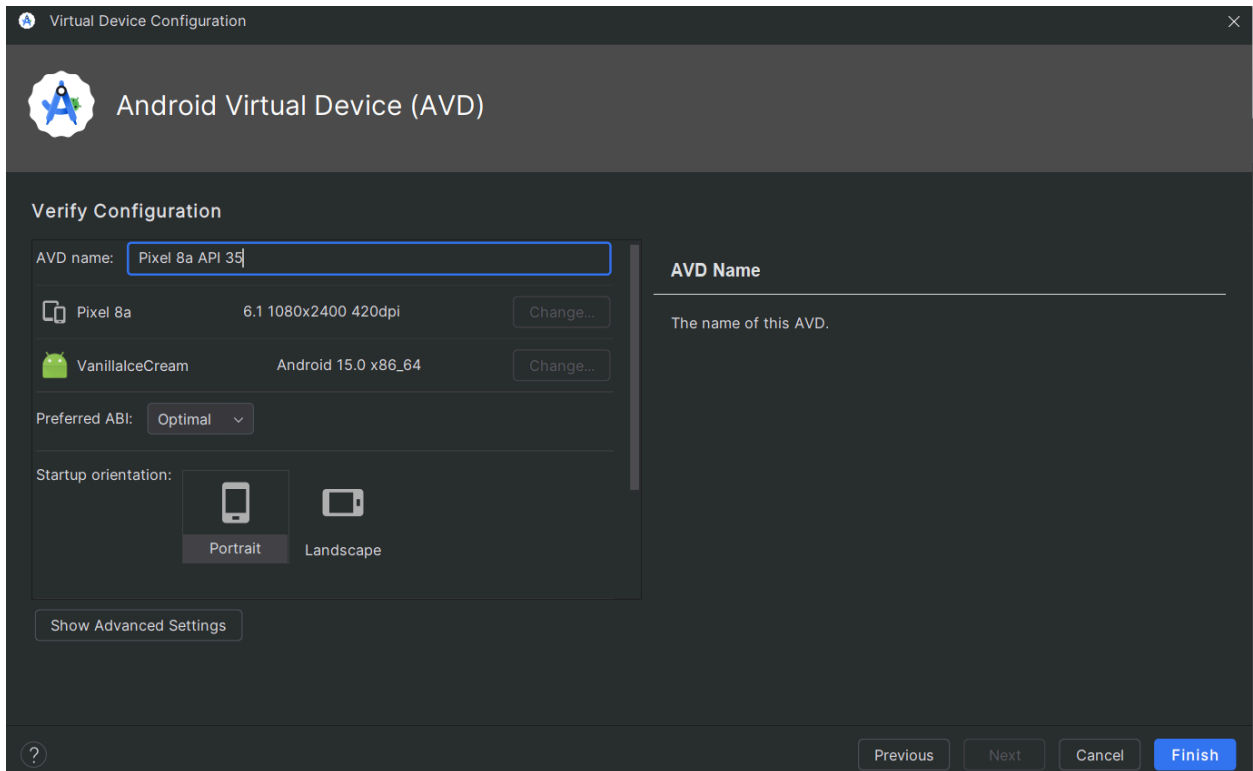 Virtual Device Configuration
Android Virtual Device (AVD)
Verify Configuration
AVD name: Pixel 8a API 35
Pixel 8a 6.1 1080x2400 420dpi Change...
VanillaIceCream Android 15.0 x86_64 Change...
Preferred ABI: Optimal
Startup orientation:
Portrait
Landscape
Show Advanced Settings
AVD Name
The name of this AVD.
?
Previous Next Cancel Finish